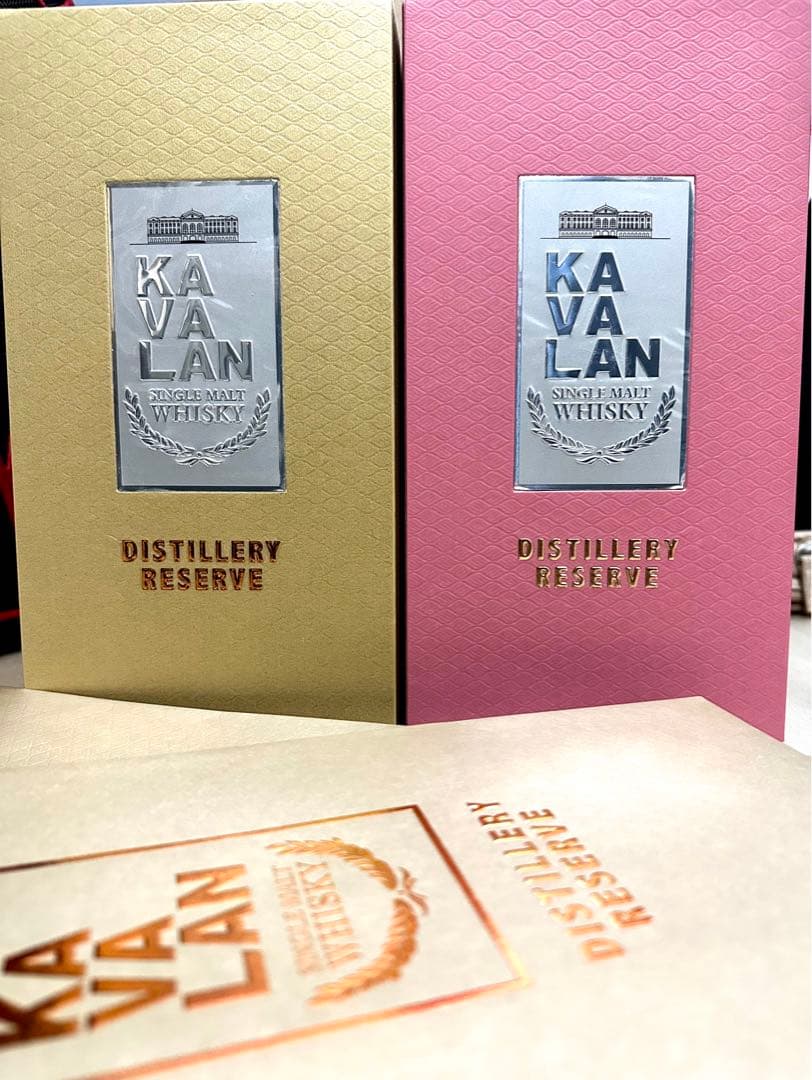 KA
VA
LAN
SINGLE MALT
WHISKY
DISTILLERY
RESERVE
KA
VA
LAN
SINGLE MALT
WHISKY
DISTILLERY
RESERVE
KA
VA
LAN
SINGLE MALT
WHISKY
DISTILLERY
RESERVE